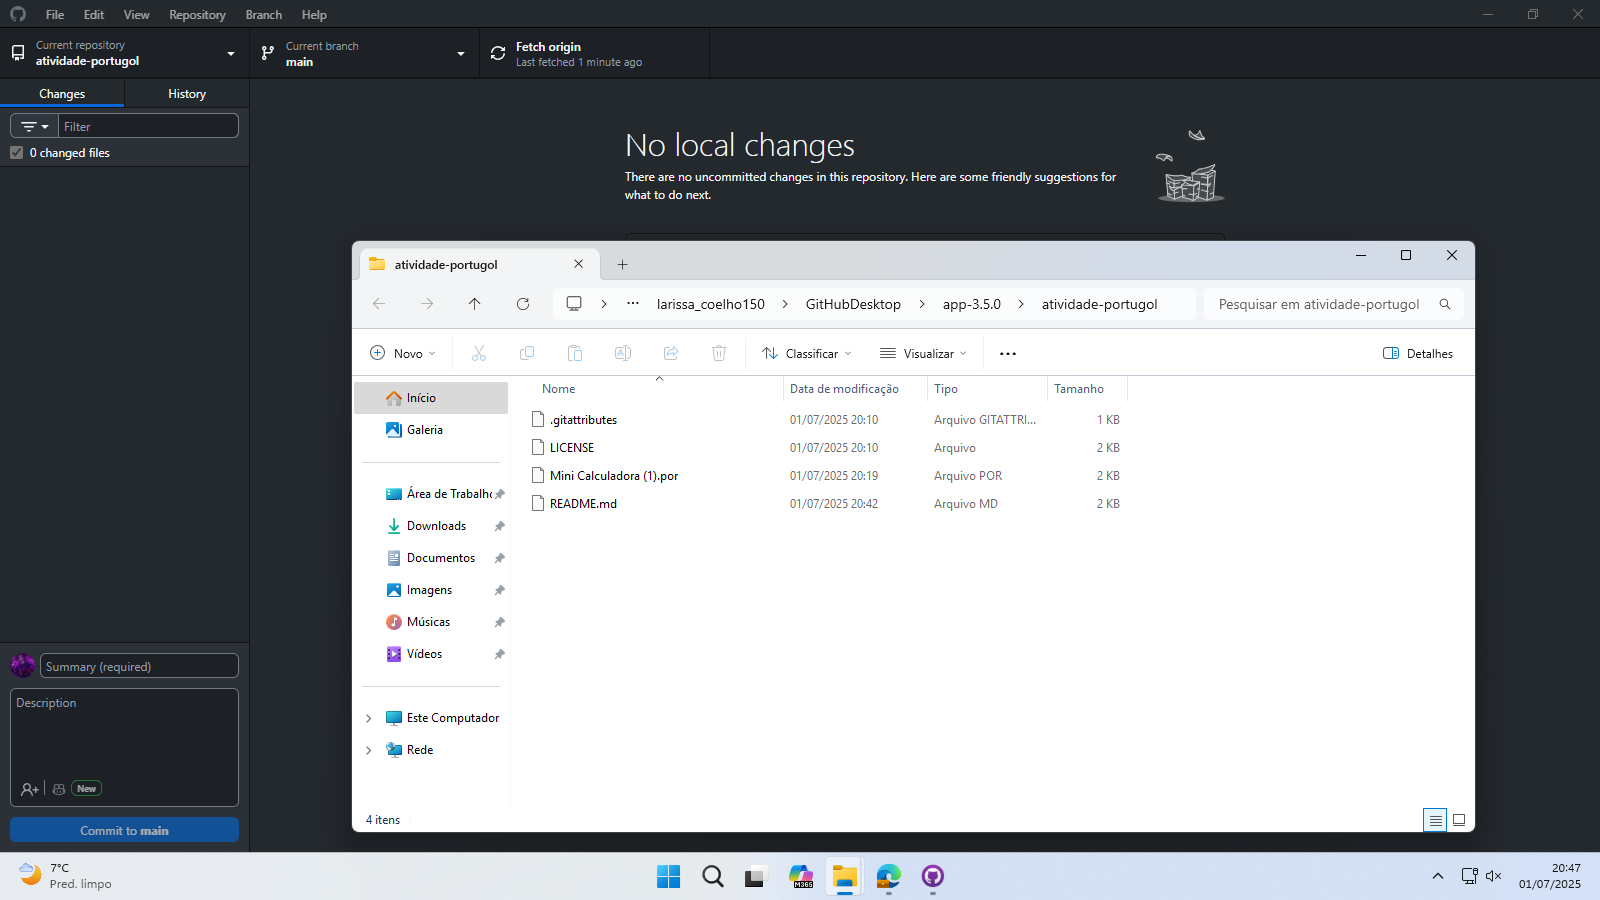 File Edit View Repository Branch Help
Current repository
atividade-portugol
Current branch
main
Fetch origin
Last fetched 1 minute ago
Changes
History
Filter
0 changed files
No local changes
There are no uncommitted changes in this repository. Here are some friendly suggestions for
what to do next.
Summary (required)
Description
New
Commit to main
atividade-portugol
larissa_coelho150
GitHubDesktop
app-3.5.0
atividade-portugol
Pesquisar em atividade-portugol
Novo
Classificar
Visualizar
Detalhes
Início
Galeria
Área de Trabalho
Downloads
Documentos
Imagens
Músicas
Vídeos
Este Computador
Rede
Nome Data de modificação Tipo Tamanho
.gitattributes 01/07/2025 20:10 Arquivo GITATTRI... 1 KB
LICENSE 01/07/2025 20:10 Arquivo 2 KB
Mini Calculadora (1).por 01/07/2025 20:19 Arquivo POR 2 KB
README.md 01/07/2025 20:42 Arquivo MD 2 KB
4 itens
7°C
Pred. limpo
M365
20:47
01/07/2025